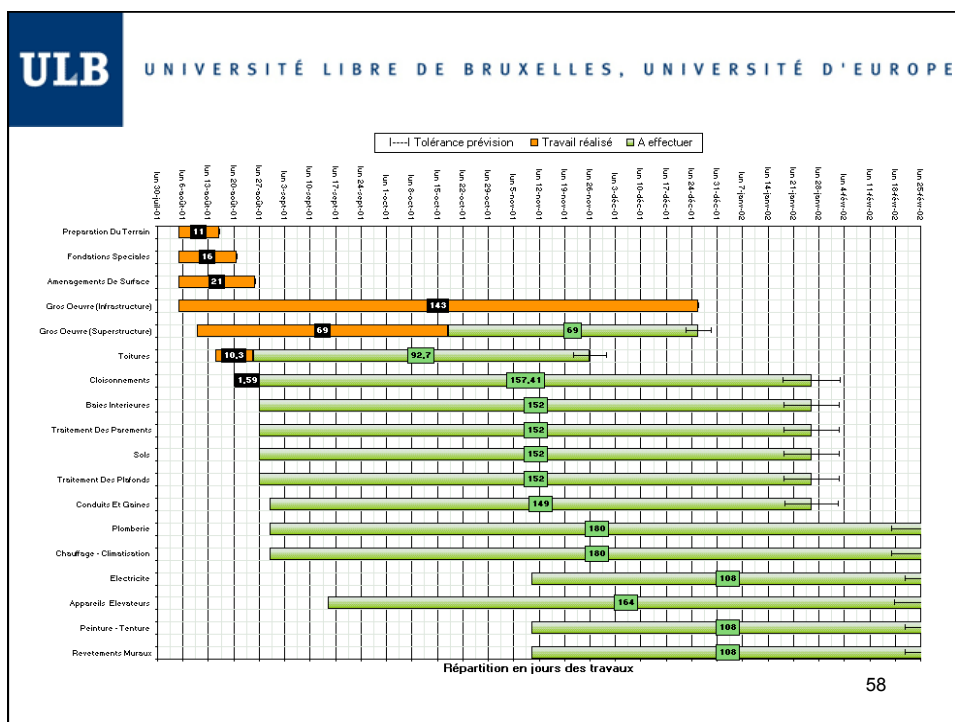 ULB
UNIVERSITÉ LIBRE DE BRUXELLES, UNIVERSITÉ D'EUROPE
I----I Tolérance prévision Travail réalisé A effectuer
lun 30-juil-01
lun 6-août-01
lun 13-août-01
lun 20-août-01
lun 27-août-01
lun 3-sept-01
lun 10-sept-01
lun 17-sept-01
lun 24-sept-01
lun 1-oct-01
lun 8-oct-01
lun 15-oct-01
lun 22-oct-01
lun 29-oct-01
lun 5-nov-01
lun 12-nov-01
lun 19-nov-01
lun 26-nov-01
lun 3-déc-01
lun 10-déc-01
lun 17-déc-01
lun 24-déc-01
lun 31-déc-01
lun 7-janv-02
lun 14-janv-02
lun 21-janv-02
lun 28-janv-02
lun 4-févr-02
lun 11-févr-02
lun 18-févr-02
lun 25-févr-02
Preparation Du Terrain 11
Fondations Speciales 16
Amenagements De Surface 21
Gros Oeuvre (Infrastructure) 143
Gros Oeuvre (Superstructure) 69 69
Toitures 10,3 92,7
Cloisonnements 1,59 157,41
Baies Interieures 152
Traitement Des Parements 152
Sols 152
Traitement Des Plafonds 152
Conduits Et Gaines 149
Plomberie 180
Chauffage - Climatisation 180
Electricite 108
Appareils Elevateurs 164
Peinture - Tenture 108
Revetements Muraux 108
Répartition en jours des travaux
58